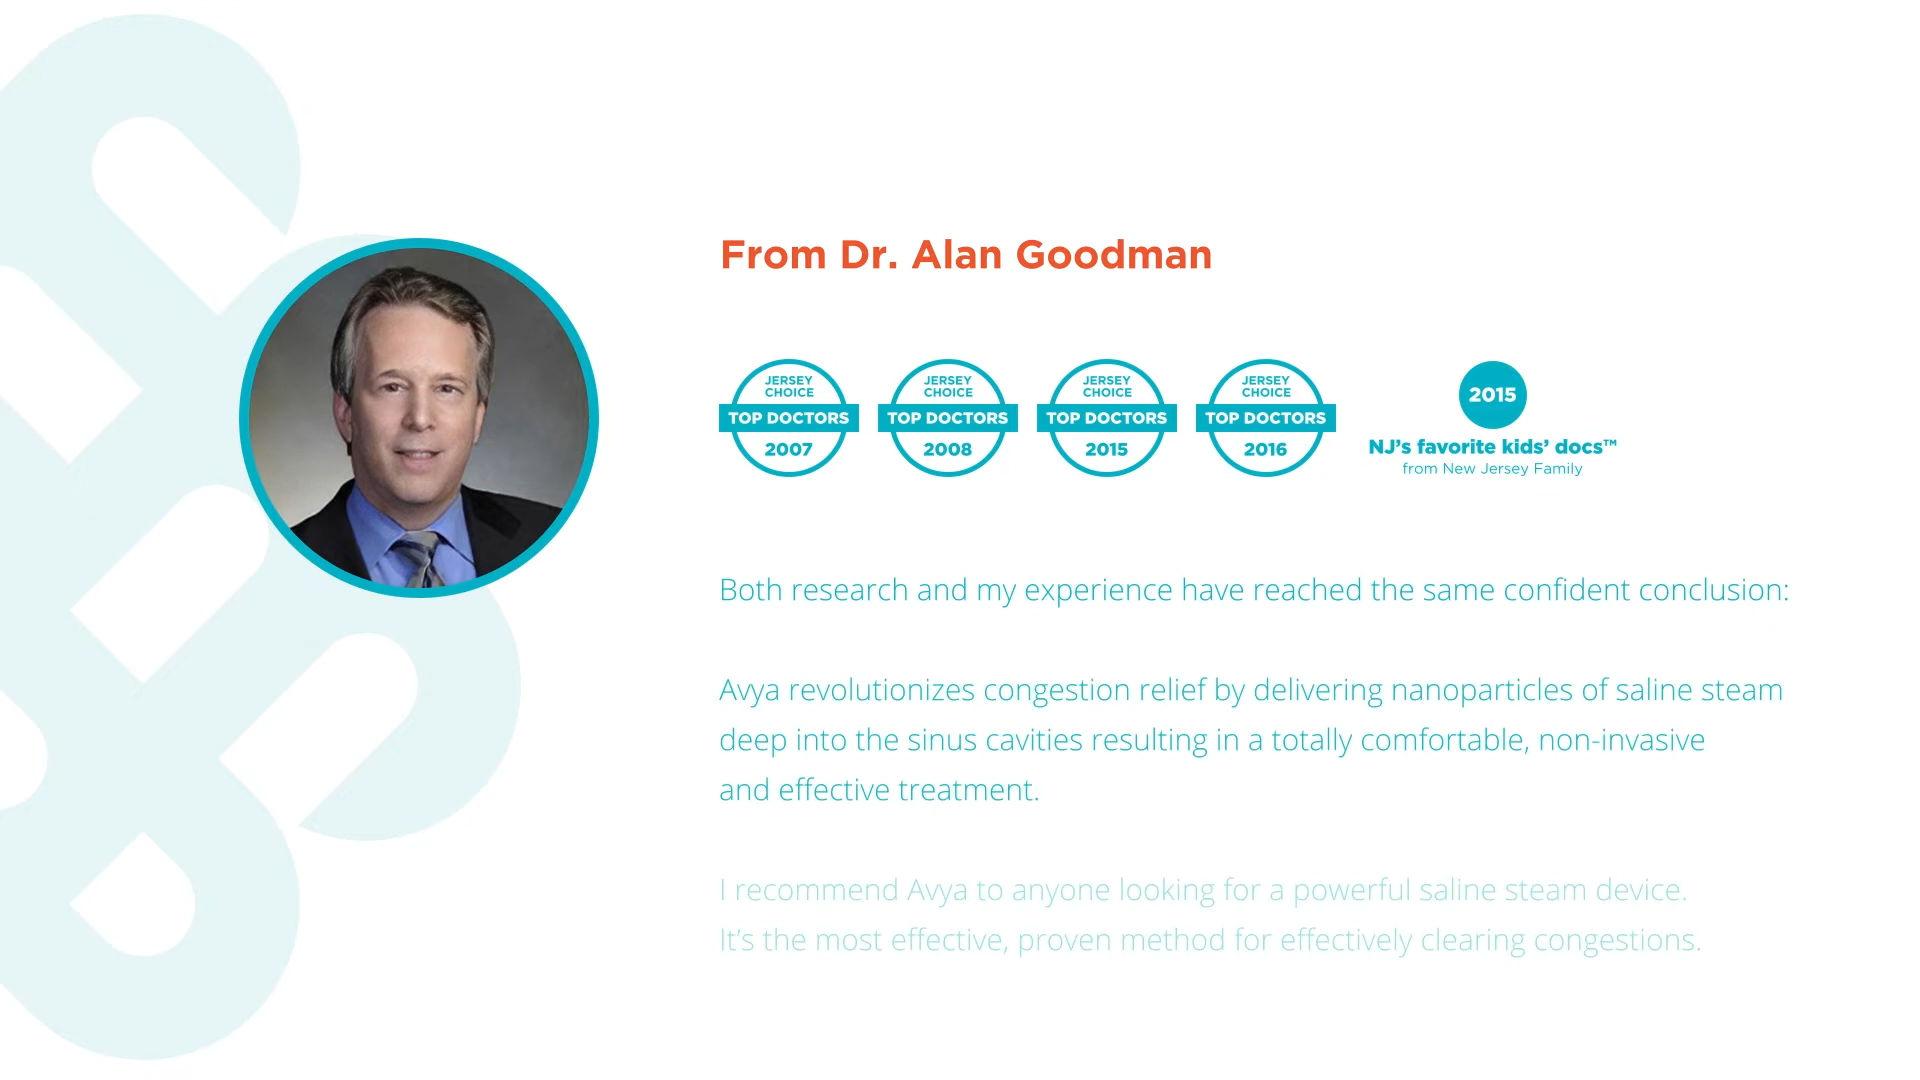 From Dr. Alan Goodman
JERSEY
CHOICE
TOP DOCTORS
2007
JERSEY
CHOICE
TOP DOCTORS
2008
JERSEY
CHOICE
TOP DOCTORS
2015
JERSEY
CHOICE
TOP DOCTORS
2016
2015
NJ’s favorite kids’ docs™
from New Jersey Family
Both research and my experience have reached the same confident conclusion:
Avya revolutionizes congestion relief by delivering nanoparticles of saline steam
deep into the sinus cavities resulting in a totally comfortable, non-invasive
and effective treatment.
I recommend Avya to anyone looking for a powerful saline steam device.
It’s the most effective, proven method for effectively clearing congestions.